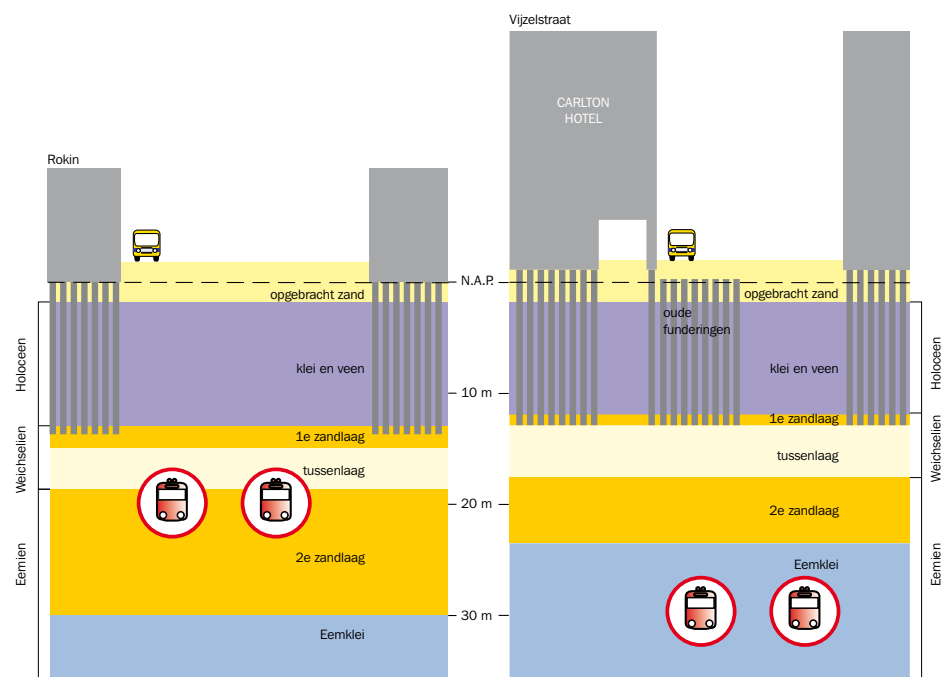 Vijzelstraat
CARLTON
HOTEL
Rokin
N.A.P.
opgebracht zand
opgebracht zand
oude
funderingen
Holoceen
klei en veen
klei en veen
Holoceen
10 m
1e zandlaag
1e zandlaag
Weichselien
tussenlaag
tussenlaag
Weichselien
20 m
2e zandlaag
2e zandlaag
Eemien
Eemklei
Eemien
30 m
Eemklei